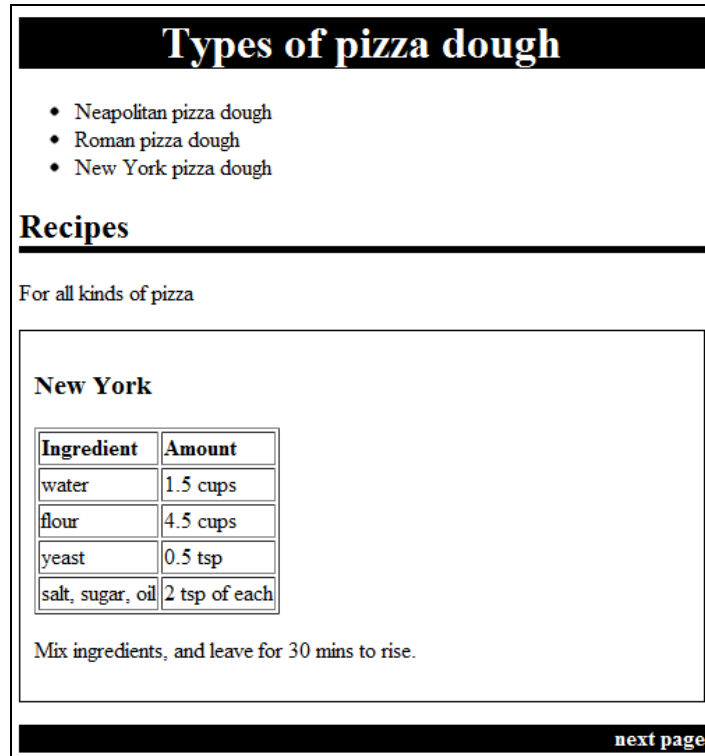 Types of pizza dough
Neapolitan pizza dough
Roman pizza dough
New York pizza dough
Recipes
For all kinds of pizza
New York
Ingredient Amount
water 1.5 cups
flour 4.5 cups
yeast 0.5 tsp
salt, sugar, oil 2 tsp of each
Mix ingredients, and leave for 30 mins to rise.
next page